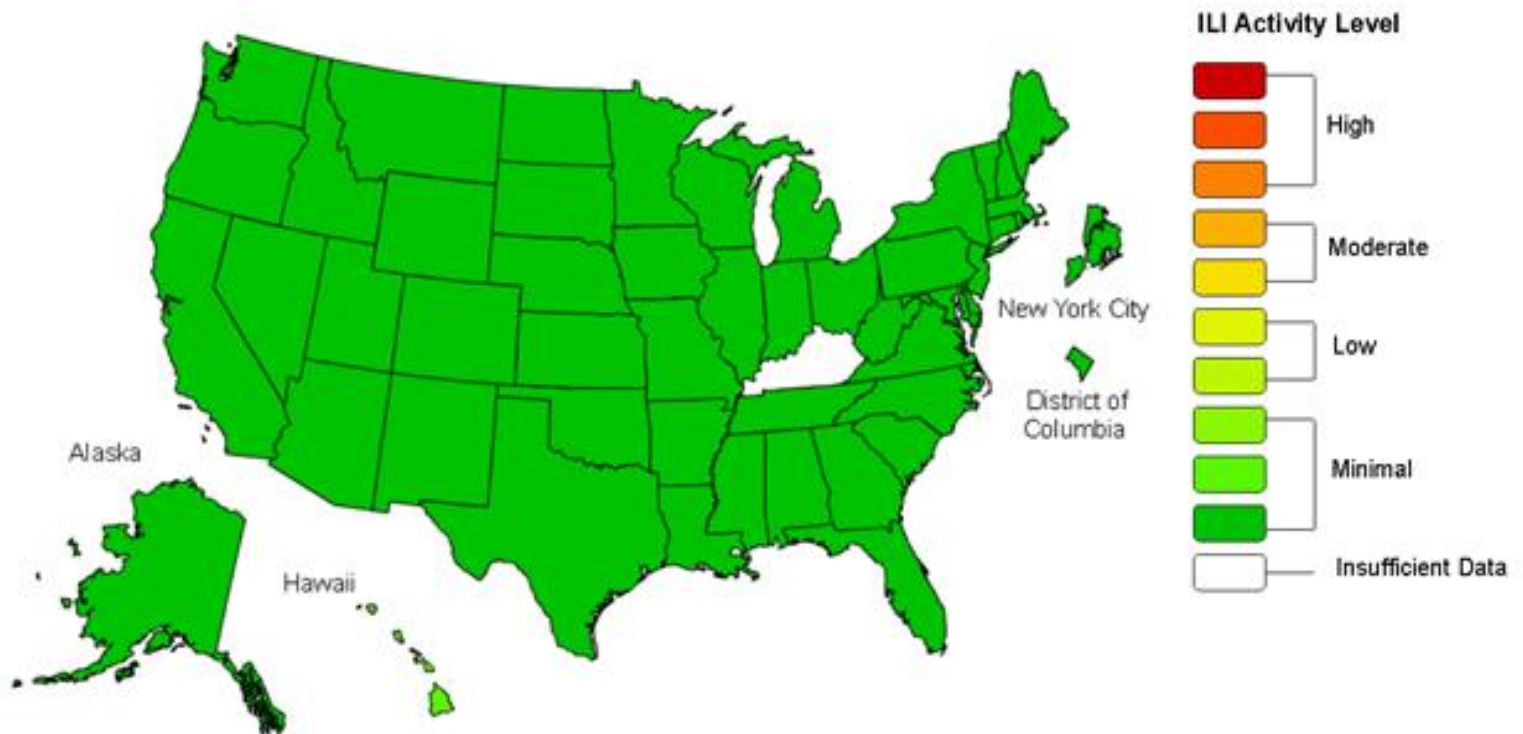 ILI Activity Level
High
Moderate
Low
Minimal
Insufficient Data
New York City
District of
Columbia
Alaska
Hawaii